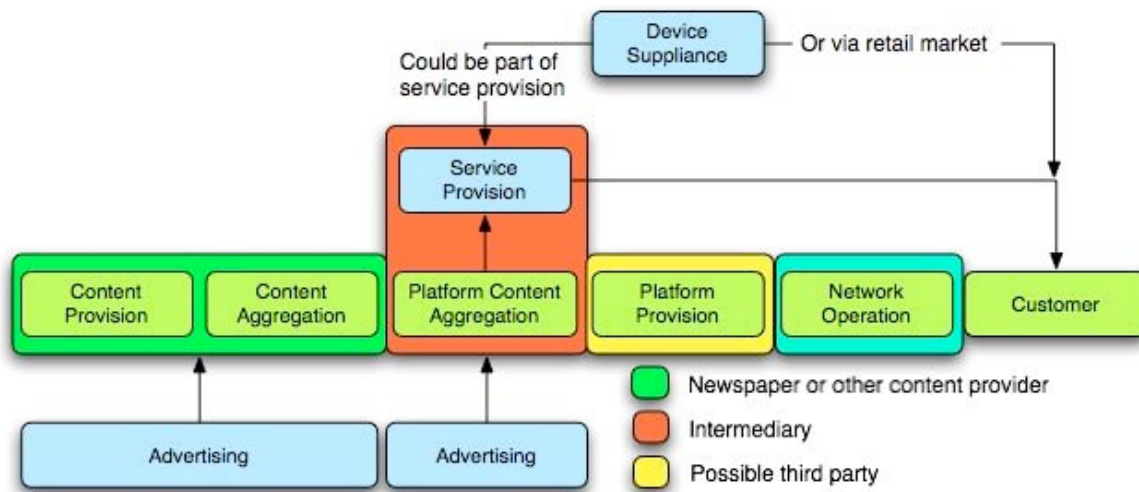 Device
Suppliance
Or via retail market
Could be part of
service provision
Service
Provision
Content
Provision
Content
Aggregation
Platform Content
Aggregation
Platform
Provision
Network
Operation
Customer
Advertising
Advertising
Newspaper or other content provider
Intermediary
Possible third party